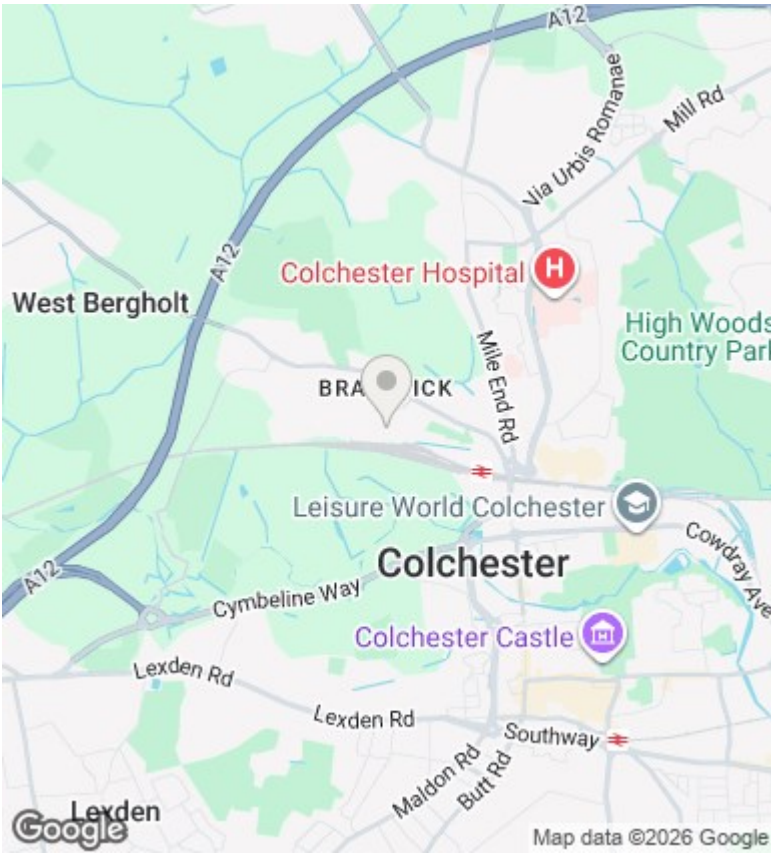 A12
Via Urbis Romanae
Mill Rd
A12
Colchester Hospital
H
West Bergholt
High Woods
Country Park
Mile End Rd
Leisure World Colchester
Cowdray Ave
Colchester
A12
Cymbeline Way
Colchester Castle
Lexden Rd
Lexden Rd
Southway
Maldon Rd
Butt Rd
Lexden
Google
Map data ©2026 Google